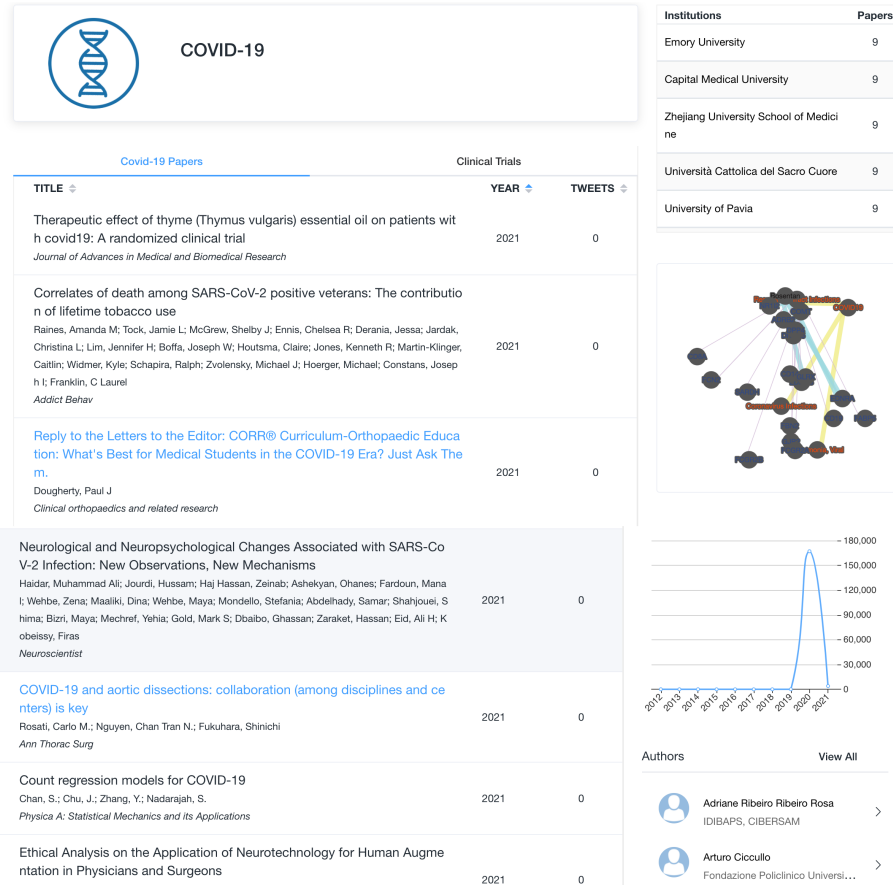 COVID-19
Covid-19 Papers
Clinical Trials
TITLE
YEAR
TWEETS
Therapeutic effect of thyme (Thymus vulgaris) essential oil on patients wit
h covid19: A randomized clinical trial
Journal of Advances in Medical and Biomedical Research
2021
0
Correlates of death among SARS-CoV-2 positive veterans: The contributio
n of lifetime tobacco use
Raines, Amanda M; Tock, Jamie L; McGrew, Shelby J; Ennis, Chelsea R; Derania, Jessa; Jardak,
Christina L; Lim, Jennifer H; Boffa, Joseph W; Houtsma, Claire; Jones, Kenneth R; Martin-Klinger,
Caitlin; Widmer, Kyle; Schapira, Ralph; Zvolensky, Michael J; Hoerger, Michael; Constans, Josep
h I; Franklin, C Laurel
Addict Behav
2021
0
Reply to the Letters to the Editor: CORR® Curriculum-Orthopaedic Educa
tion: What's Best for Medical Students in the COVID-19 Era? Just Ask The
m.
Dougherty, Paul J
Clinical orthopaedics and related research
2021
0
Neurological and Neuropsychological Changes Associated with SARS-Co
V-2 Infection: New Observations, New Mechanisms
Haidar, Muhammad Ali; Jourdi, Hussam; Haj Hassan, Zeinab; Ashekyan, Ohanes; Fardoun, Mana
l; Wehbe, Zena; Maaliki, Dina; Wehbe, Maya; Mondello, Stefania; Abdelhady, Samar; Shahjouei, S
hima; Bizri, Maya; Mechref, Yehia; Gold, Mark S; Dbaibo, Ghassan; Zaraket, Hassan; Eid, Ali H; K
obeissy, Firas
Neuroscientist
2021
0
COVID-19 and aortic dissections: collaboration (among disciplines and ce
nters) is key
Rosati, Carlo M.; Nguyen, Chan Tran N.; Fukuhara, Shinichi
Ann Thorac Surg
2021
0
Count regression models for COVID-19
Chan, S.; Chu, J.; Zhang, Y.; Nadarajah, S.
Physica A: Statistical Mechanics and its Applications
2021
0
Ethical Analysis on the Application of Neurotechnology for Human Augme
ntation in Physicians and Surgeons
2021
0
Institutions
Papers
Emory University
9
Capital Medical University
9
Zhejiang University School of Medici
ne
9
Università Cattolica del Sacro Cuore
9
University of Pavia
9
180,000
150,000
120,000
90,000
60,000
30,000
0
2012
2013
2014
2015
2016
2017
2018
2019
2020
2021
Authors
View All
Adriane Ribeiro Ribeiro Rosa
IDIBAPS, CIBERSAM
Arturo Ciccullo
Fondazione Policlinico Universi...